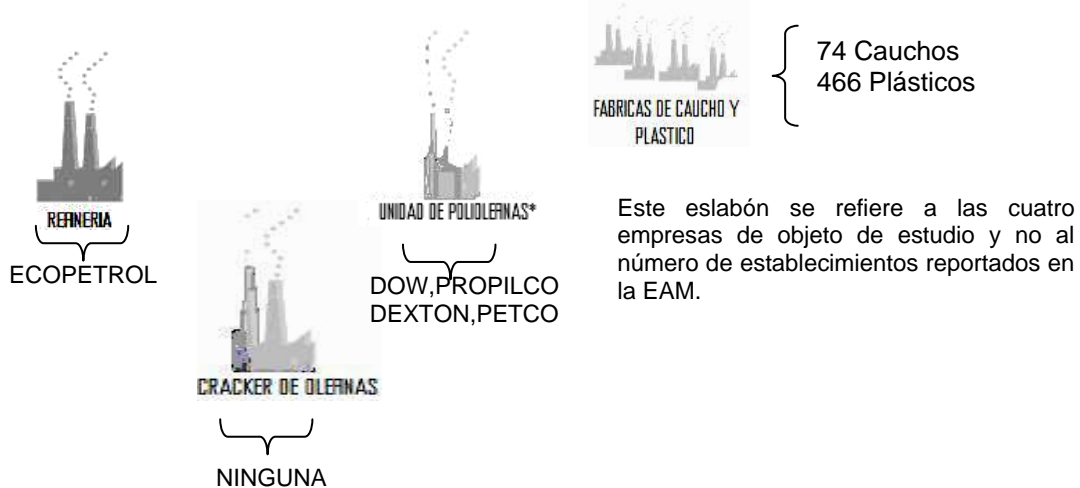 REFINERIA
ECOPETROL
CRACKER DE OLEFINAS
NINGUNA
UNIDAD DE POLIOLEFINAS*
DOW,PROPILCO
DEXTON,PETCO
FABRICAS DE CAUCHO Y
PLASTICO
74 Cauchos
466 Plásticos
Este eslabón se refiere a las cuatro
empresas de objeto de estudio y no al
número de establecimientos reportados en
la EAM.